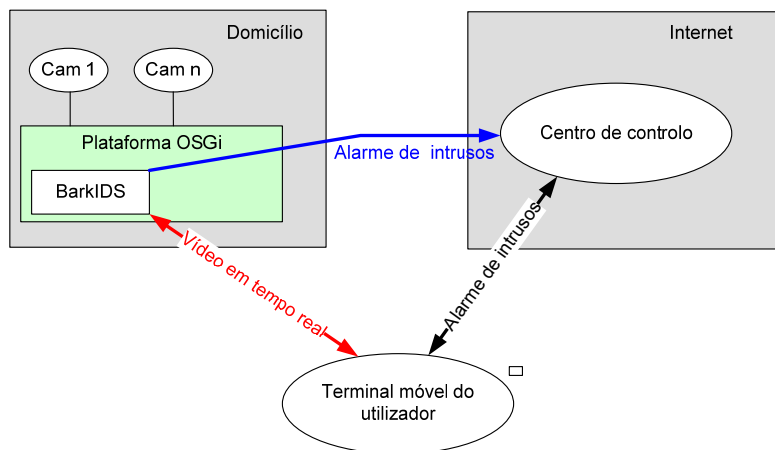 Domicílio
Internet
Cam 1
Cam n
Plataforma OSGi
Centro de controlo
Alarme de intrusos
BarkIDS
Vídeo em tempo real
Alarme de intrusos
Terminal móvel do
utilizador